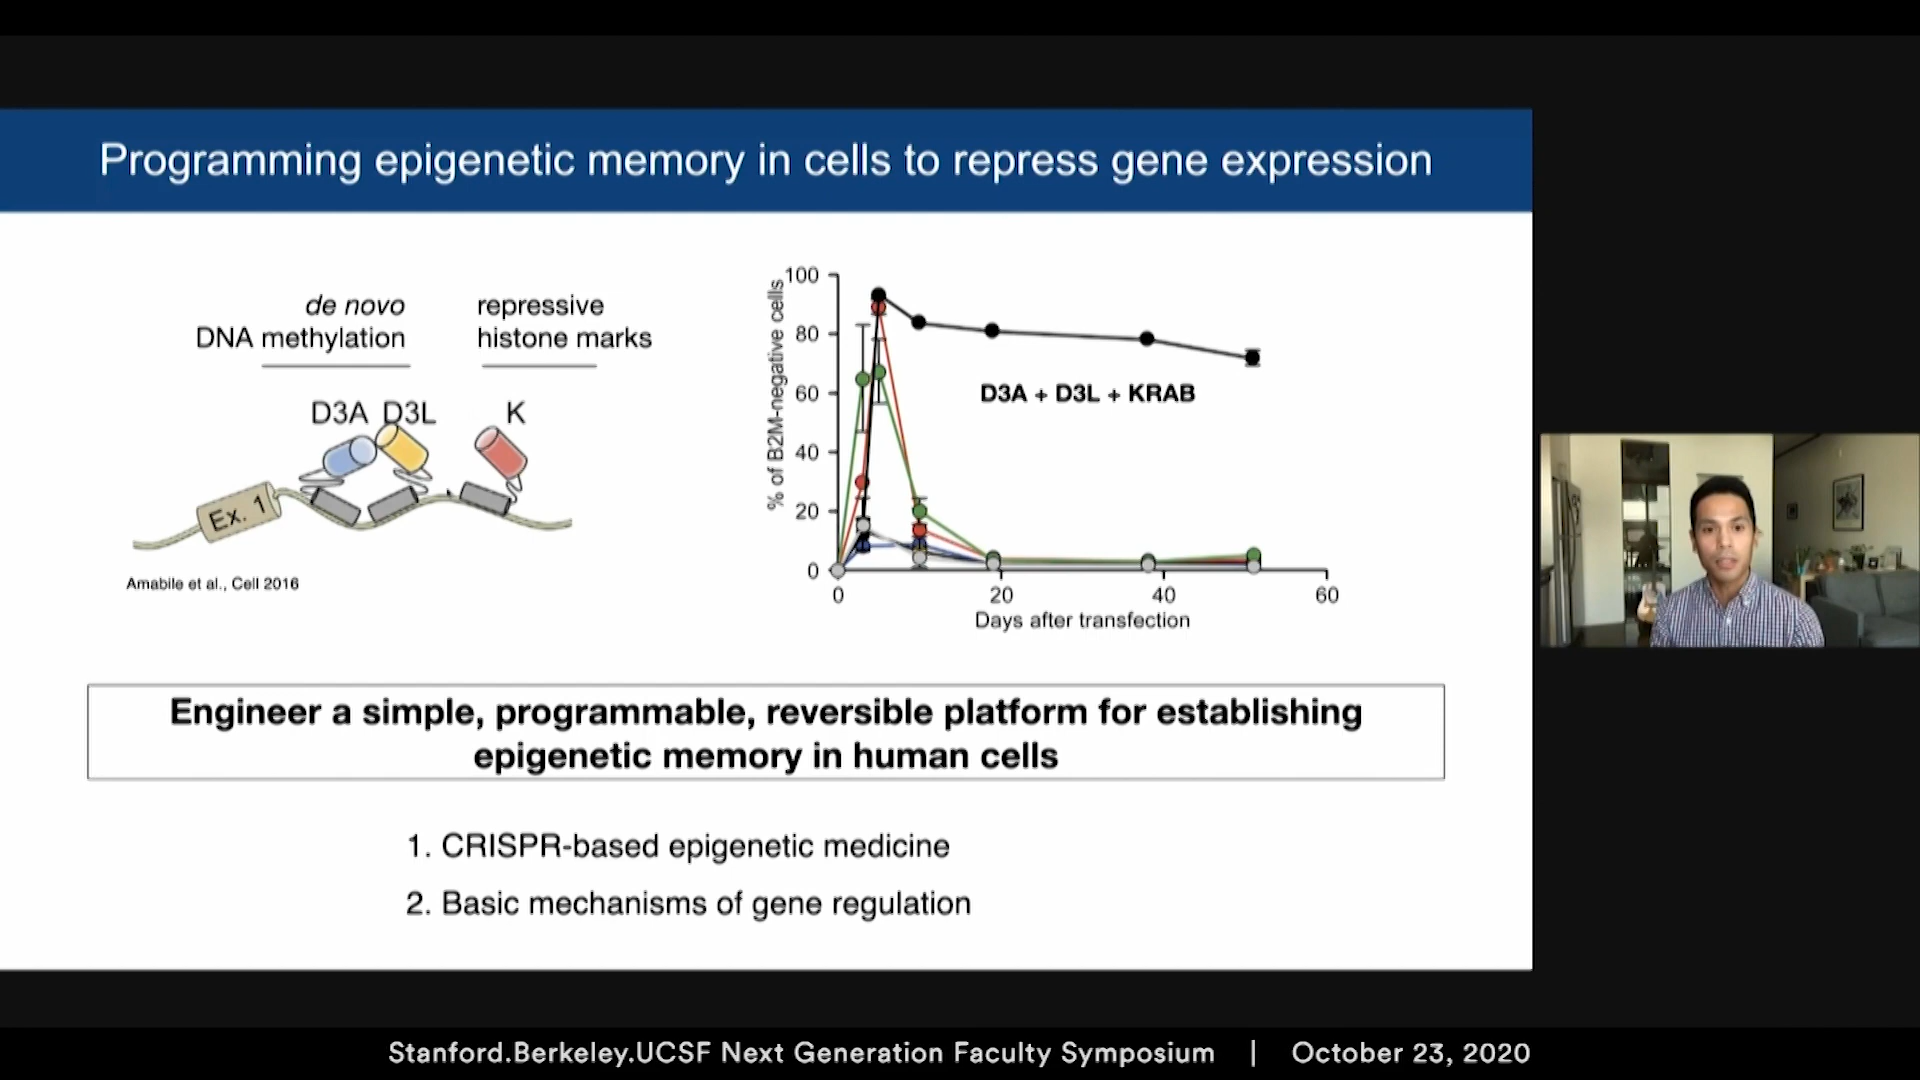 Programming epigenetic memory in cells to repress gene expression
de novo
DNA methylation
repressive
histone marks
D3A D3L
K
Ex. 1
Amabile et al., Cell 2016
% of B2M-negative cells
100
80
60
40
20
0
D3A + D3L + KRAB
0 20 40 60
Days after transfection
Engineer a simple, programmable, reversible platform for establishing
epigenetic memory in human cells
1. CRISPR-based epigenetic medicine
2. Basic mechanisms of gene regulation
Stanford.Berkeley.UCSF Next Generation Faculty Symposium | October 23, 2020